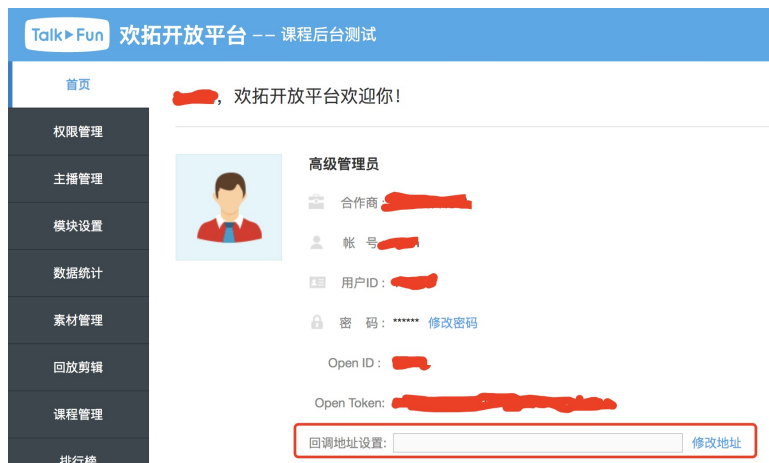 Talk Fun 欢拓开放平台 -- 课程后台测试
首页
，欢拓开放平台欢迎你！
权限管理
主播管理
模块设置
数据统计
素材管理
回放剪辑
课程管理
排行榜
高级管理员
合作商：
帐 号
用户ID：
密 码：****** 修改密码
Open ID：
Open Token:
回调地址设置: 修改地址